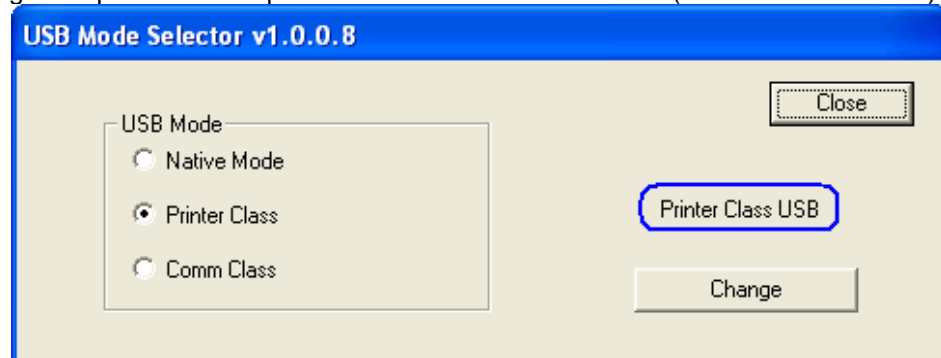 USB Mode Selector v1.0.0.8
Close
USB Mode
Native Mode
Printer Class
Printer Class USB
Comm Class
Change